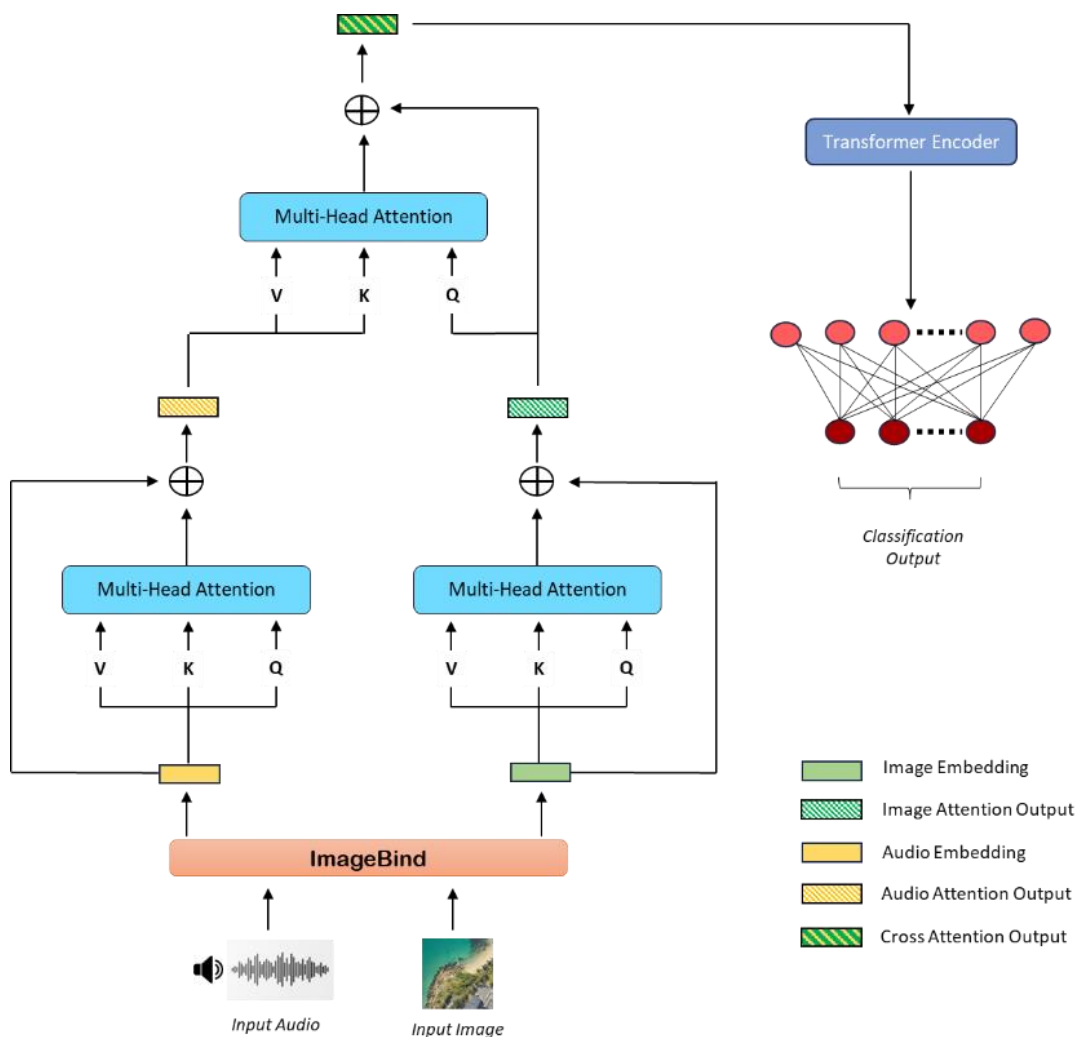 Transformer Encoder
Multi-Head Attention
V K Q
Classification
Output
Multi-Head Attention
Multi-Head Attention
V K Q
V K Q
Image Embedding
Image Attention Output
ImageBind
Audio Embedding
Audio Attention Output
Cross Attention Output
Input Audio
Input Image